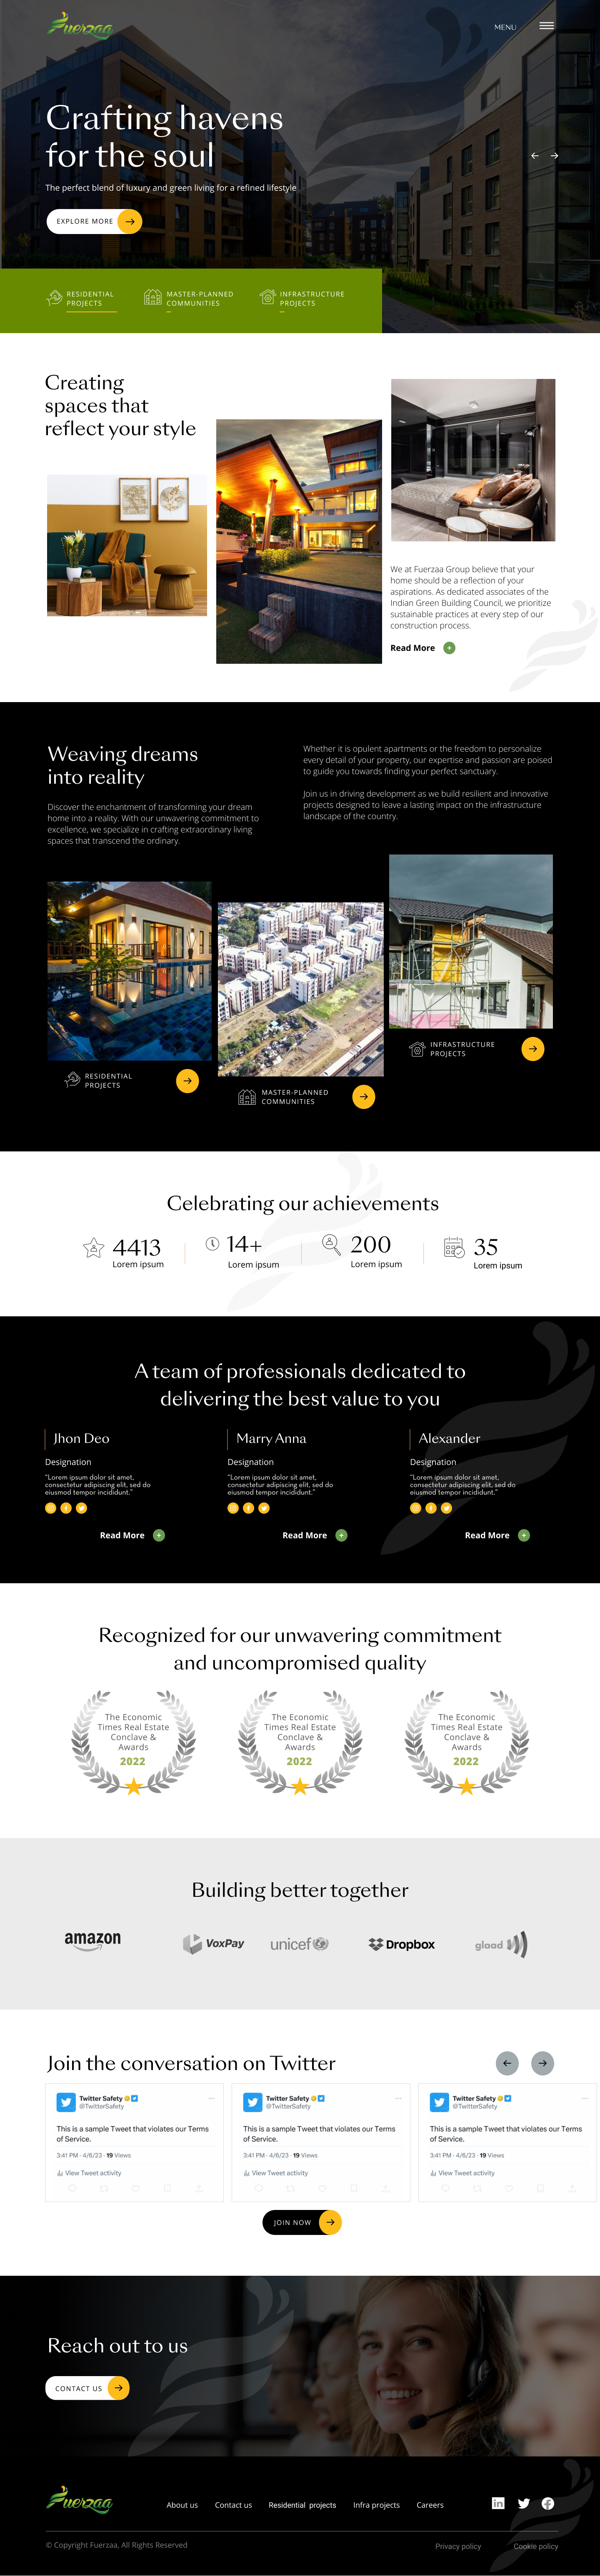 Fuerzaa
MENU
Crafting havens
for the soul
The perfect blend of luxury and green living for a refined lifestyle
EXPLORE MORE
RESIDENTIAL
PROJECTS
MASTER-PLANNED
COMMUNITIES
INFRASTRUCTURE
PROJECTS
Creating
spaces that
reflect your style
We at Fuerzaa Group believe that your
home should be a reflection of your
aspirations. As dedicated associates of the
Indian Green Building Council, we prioritize
sustainable practices at every step of our
construction process.
Read More
Weaving dreams
into reality
Discover the enchantment of transforming your dream
home into a reality. With our unwavering commitment to
excellence, we specialize in crafting extraordinary living
spaces that transcend the ordinary.
Whether it is opulent apartments or the freedom to personalize
every detail of your property, our expertise and passion are poised
to guide you towards finding your perfect sanctuary.
Join us in driving development as we build resilient and innovative
projects designed to leave a lasting impact on the infrastructure
landscape of the country.
RESIDENTIAL
PROJECTS
MASTER-PLANNED
COMMUNITIES
INFRASTRUCTURE
PROJECTS
Celebrating our achievements
4413
Lorem ipsum
14+
Lorem ipsum
200
Lorem ipsum
35
Lorem ipsum
A team of professionals dedicated to
delivering the best value to you
Jhon Deo
Designation
"Lorem ipsum dolor sit amet,
consectetur adipiscing elit, sed do
eiusmod tempor incididunt."
Read More
Marry Anna
Designation
"Lorem ipsum dolor sit amet,
consectetur adipiscing elit, sed do
eiusmod tempor incididunt."
Read More
Alexander
Designation
"Lorem ipsum dolor sit amet,
consectetur adipiscing elit, sed do
eiusmod tempor incididunt."
Read More
Recognized for our unwavering commitment
and uncompromised quality
The Economic
Times Real Estate
Conclave &
Awards
2022
The Economic
Times Real Estate
Conclave &
Awards
2022
The Economic
Times Real Estate
Conclave &
Awards
2022
Building better together
amazon
VoxPay
unicef
Dropbox
glaad
Join the conversation on Twitter
Twitter Safety
@TwitterSafety
This is a sample Tweet that violates our Terms
of Service.
3:41 PM · 4/6/23 · 19 Views
View Tweet activity
Twitter Safety
@TwitterSafety
This is a sample Tweet that violates our Terms
of Service.
3:41 PM · 4/6/23 · 19 Views
View Tweet activity
Twitter Safety
@TwitterSafety
This is a sample Tweet that violates our Terms
of Service.
3:41 PM · 4/6/23 · 19 Views
View Tweet activity
JOIN NOW
Reach out to us
CONTACT US
Fuerzaa
About us
Contact us
Residential projects
Infra projects
Careers
© Copyright Fuerzaa, All Rights Reserved
Privacy policy
Cookie policy